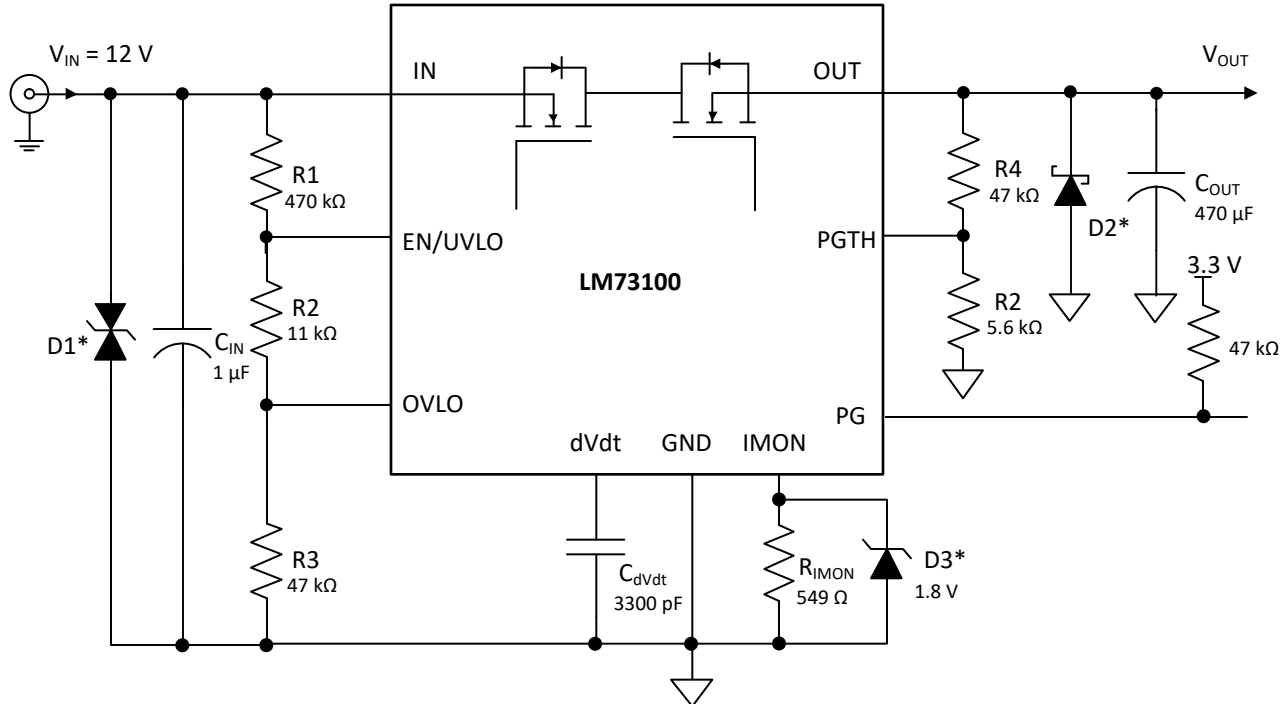 V_IN = 12 V
IN
OUT
V_OUT
R1
470 kΩ
R4
47 kΩ
C_OUT
470 µF
D2*
EN/UVLO
PGTH
LM73100
3.3 V
R2
11 kΩ
R2
5.6 kΩ
D1*
C_IN
1 µF
47 kΩ
OVLO
PG
dVdt
GND
IMON
R3
47 kΩ
C_dVdt
3300 pF
R_IMON
549 Ω
D3*
1.8 V